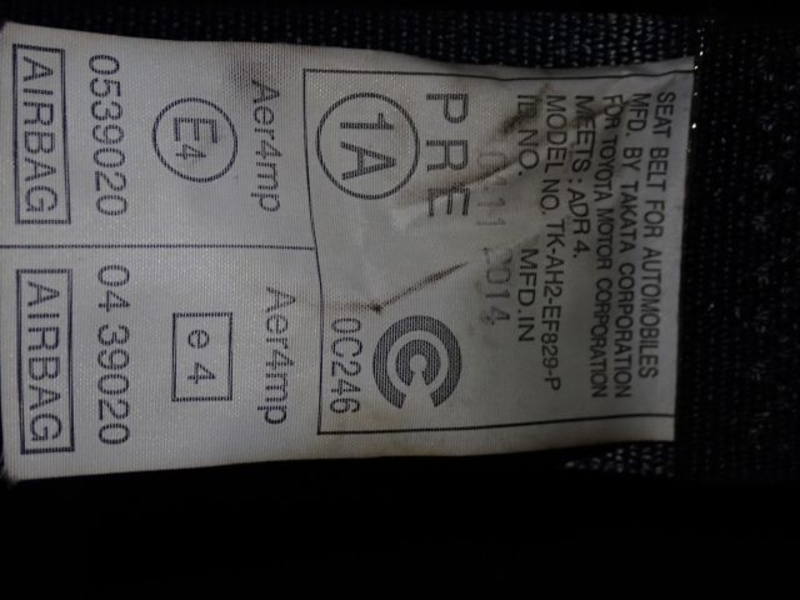 SEAT BELT FOR AUTOMOBILES
MFD. BY TAKATA CORPORATION
FOR TOYOTA MOTOR CORPORATION
MEETS : ADR 4.
MODEL NO. TK-AH2-EF829-P
ID NO. MFD.IN
11 2014
PRE
1A
C
0C246
Aer4mp
E4
0539020
AIRBAG
Aer4mp
e 4
04 39020
AIRBAG